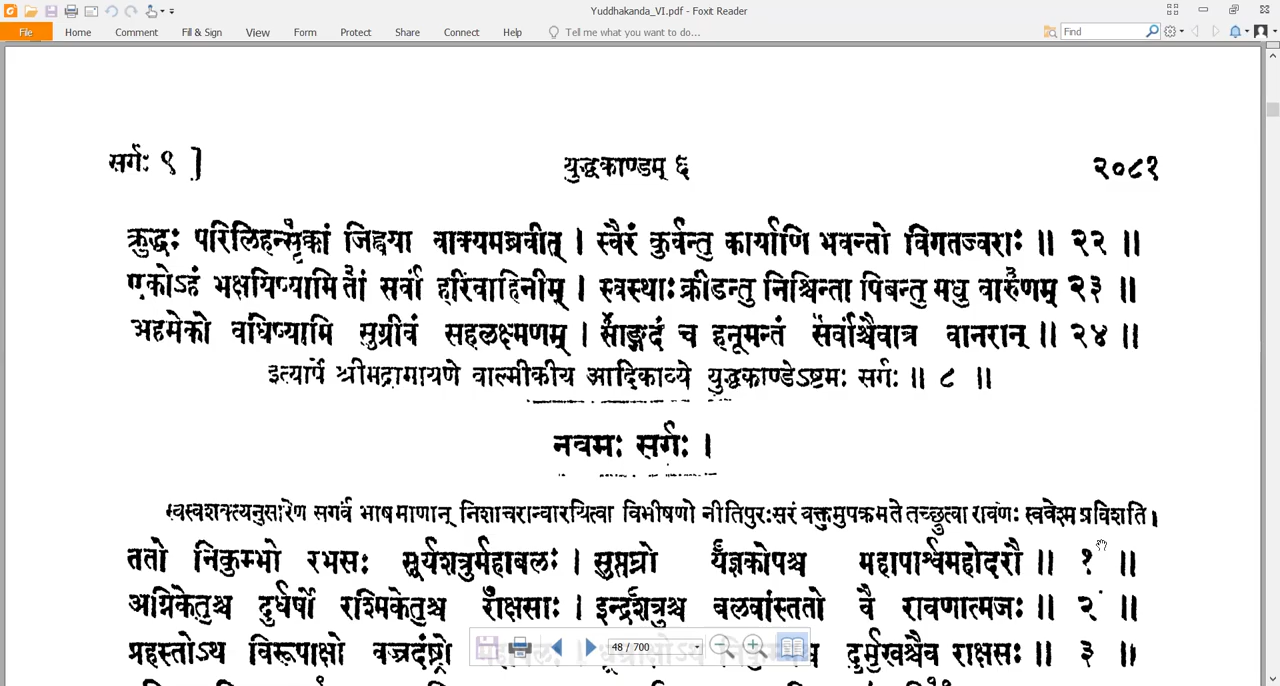 Yuddhakanda_VI.pdf - Foxit Reader
File Home Comment Fill & Sign View Form Protect Share Connect Help Tell me what you want to do... Find
सर्गः ९ ] युद्धकाण्डम् ६ २०८१
क्रुद्धः परिलिहन्सृक्कां जिह्वया वाक्यमब्रवीत् । स्वैरं कुर्वन्तु कार्याणि भवन्तो विगतज्वराः ॥ २२ ॥
एकोऽहं भक्षयिष्यामि तां सर्वां हरिवाहिनीम् । स्वस्थाः क्रीडन्तु निश्चिन्ता पिबन्तु मधु वारुणम् २३ ॥
अहमेको वधिष्यामि सुग्रीवं सहलक्ष्मणम् । साङ्गदं च हनूमन्तं सर्वांश्चैवात्र वानरान् ॥ २४ ॥
इत्यार्षे श्रीमद्रामायणे वाल्मीकीय आदिकाव्ये युद्धकाण्डेऽष्टमः सर्गः ॥ ८ ॥
नवमः सर्गः ।
स्वस्वशक्त्यनुसारेण सगर्वं भाषमाणान् निशाचरान्वारयित्वा विभीषणो नीतिपुरःसरं वक्तुमुपक्रमते तच्छ्रुत्वा रावणः स्ववेश्म प्रविशति ।
ततो निकुम्भो रभसः सूर्यशत्रुर्महाबलः । सुप्तघ्नो यज्ञकोपश्च महापार्श्वमहोदरौ ॥ १ ॥
अग्निकेतुश्च दुर्धर्षो रश्मिकेतुश्च राक्षसाः । इन्द्रशत्रुश्च बलवांस्ततो वै रावणात्मजः ॥ २ ॥
प्रहस्तोऽथ विरूपाक्षो वज्रदंष्ट्रो दुर्मुखश्चैव राक्षसः ॥ ३ ॥
48 / 700